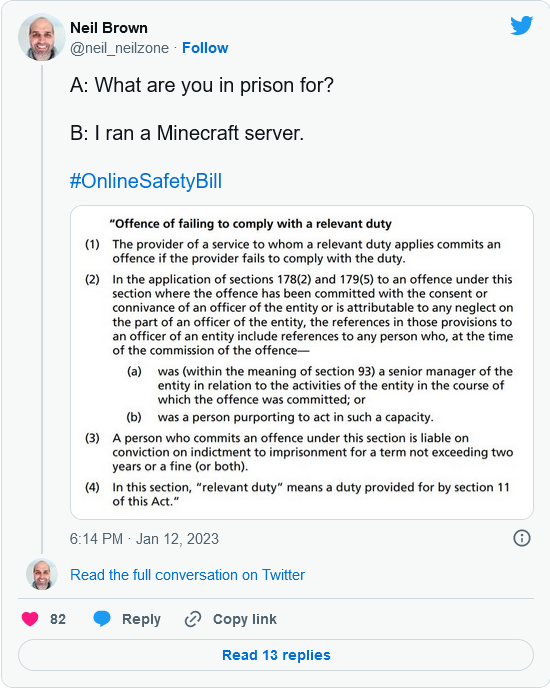 Neil Brown
@neil_neilzone · Follow
A: What are you in prison for?
B: I ran a Minecraft server.
#OnlineSafetyBill
"Offence of failing to comply with a relevant duty
(1) The provider of a service to whom a relevant duty applies commits an
offence if the provider fails to comply with the duty.
(2) In the application of sections 178(2) and 179(5) to an offence under this
section where the offence has been committed with the consent or
connivance of an officer of the entity or is attributable to any neglect on
the part of an officer of the entity, the references in those provisions to
an officer of an entity include references to any person who, at the time
of the commission of the offence—
(a) was (within the meaning of section 93) a senior manager of the
entity in relation to the activities of the entity in the course of
which the offence was committed; or
(b) was a person purporting to act in such a capacity.
(3) A person who commits an offence under this section is liable on
conviction on indictment to imprisonment for a term not exceeding two
years or a fine (or both).
(4) In this section, "relevant duty" means a duty provided for by section 11
of this Act."
6:14 PM · Jan 12, 2023
Read the full conversation on Twitter
82 Reply Copy link
Read 13 replies